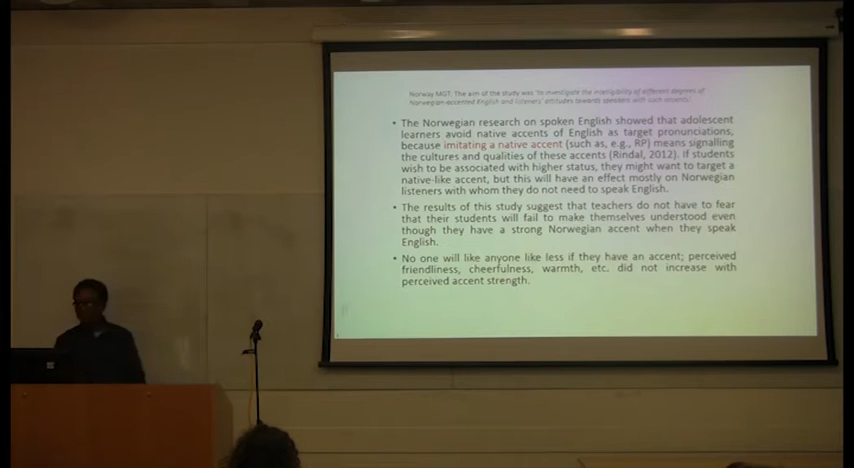 Norway MGT. The aim of the study was 'to investigate the intelligibility of different degrees of
Norwegian-accented English and listeners' attitudes towards speakers with such accents'.
• The Norwegian research on spoken English showed that adolescent
learners avoid native accents of English as target pronunciations,
because imitating a native accent (such as, e.g., RP) means signalling
the cultures and qualities of these accents (Rindal, 2012). If students
wish to be associated with higher status, they might want to target a
native-like accent, but this will have an effect mostly on Norwegian
listeners with whom they do not need to speak English.
• The results of this study suggest that teachers do not have to fear
that their students will fail to make themselves understood even
though they have a strong Norwegian accent when they speak
English.
• No one will like anyone like less if they have an accent; perceived
friendliness, cheerfulness, warmth, etc. did not increase with
perceived accent strength.